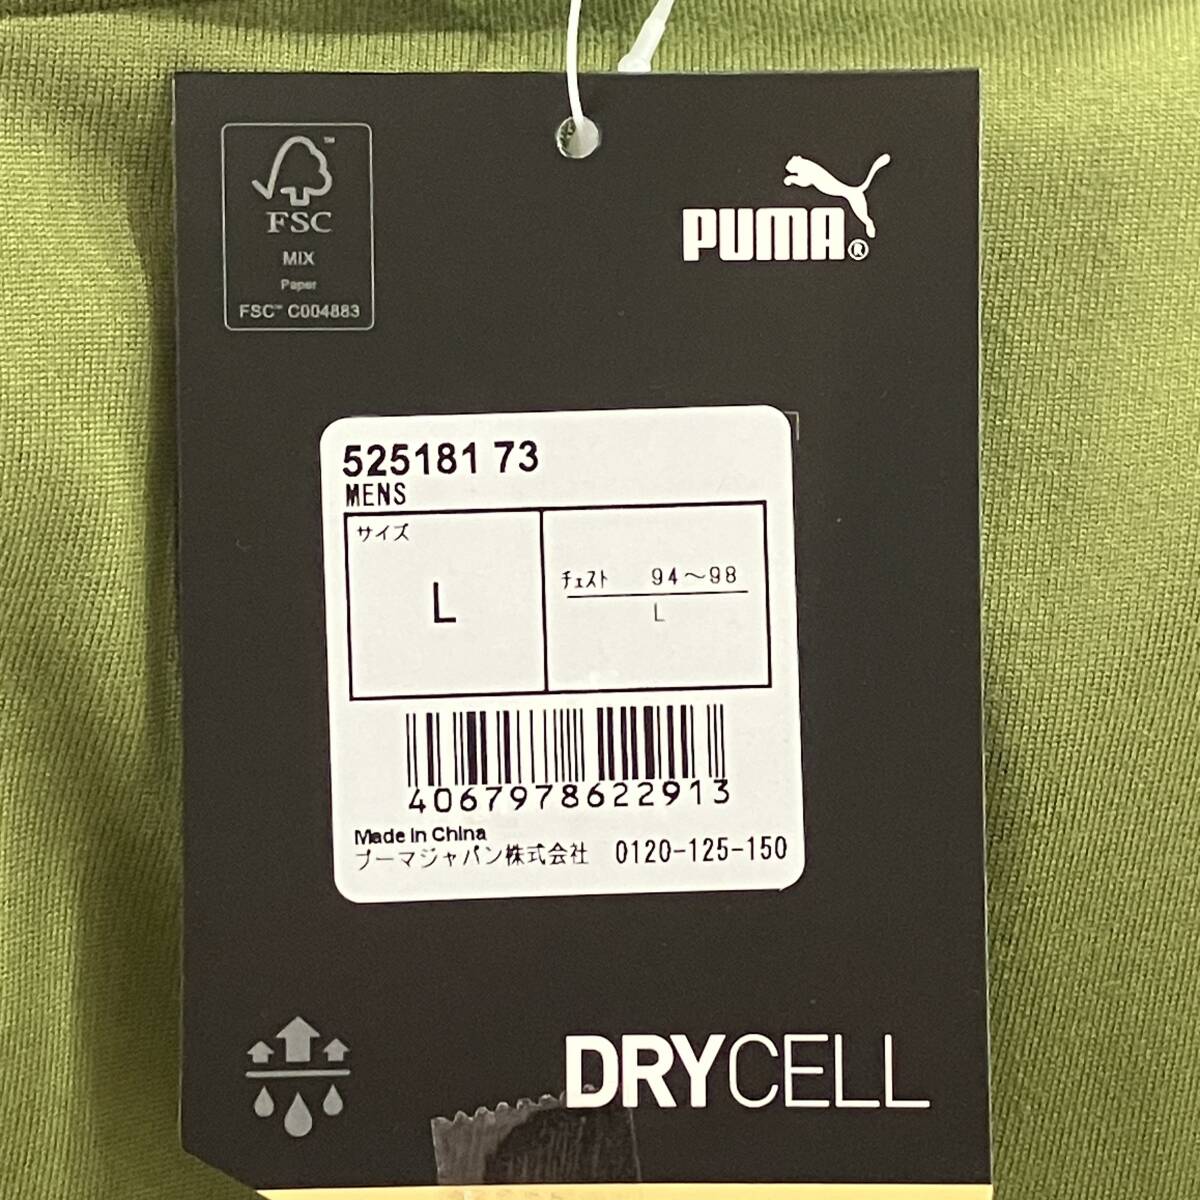 FSC
MIX
Paper
FSC™ C004883
PUMA®
525181 73
MENS
サイズ
L
チェスト 94～98
L
4067978622913
Made in China
プーマジャパン株式会社 0120-125-150
DRYCELL